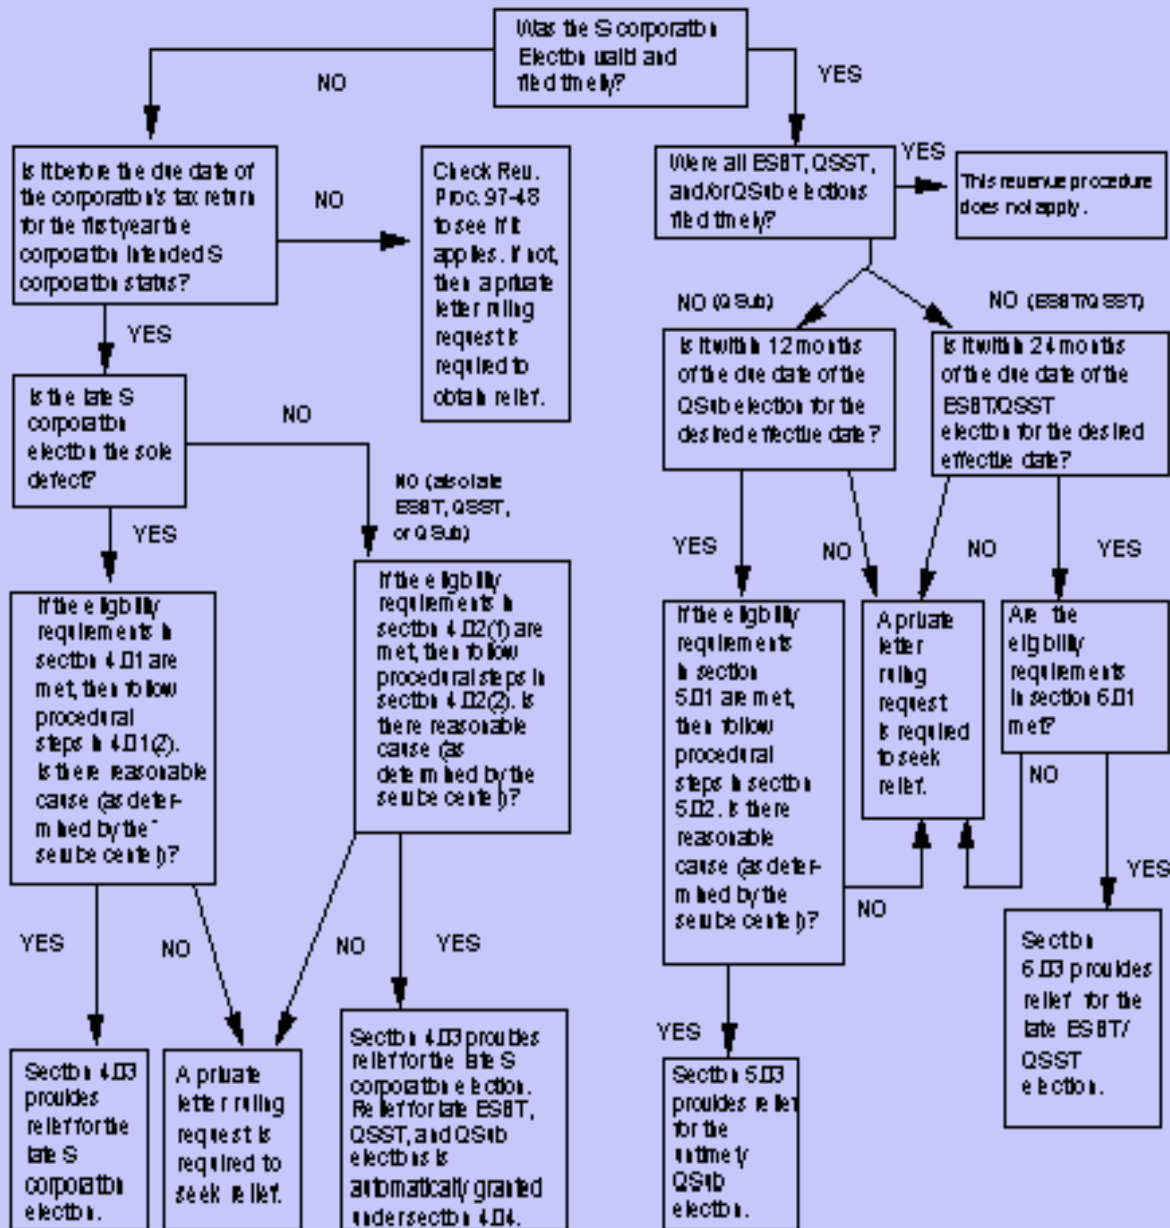 Was the S corporation
Election valid and
filed timely?
NO
YES
Is it before the due date of
the corporation's tax return
for the first year the
corporation intended S
corporation status?
NO
Check Rev.
Proc. 97-48
to see if it
applies. If not,
then a private
letter ruling
request is
required to
obtain relief.
Were all ESBT, QSST,
and/or QSub elections
filed timely?
YES
This revenue procedure
does not apply.
NO (QSub)
NO (ESBT/QSST)
YES
Is the late S
corporation
election the sole
defect?
NO
NO (also late
ESBT, QSST,
or QSub)
Is it within 12 months
of the due date of the
QSub election for the
desired effective date?
Is it within 24 months
of the due date of the
ESBT/QSST
election for the desired
effective date?
YES
YES
NO
NO
YES
If the eligibility
requirements in
section 4.01 are
met, then follow
procedural
steps in 4.01(2).
Is there reasonable
cause (as deter-
mined by the
service center)?
If the eligibility
requirements in
section 4.02(1) are
met, then follow
procedural steps in
section 4.02(2). Is
there reasonable
cause (as
determined by the
service center)?
If the eligibility
requirements
in section
5.01 are met,
then follow
procedural
steps in section
5.02. Is there
reasonable
cause (as deter-
mined by the
service center)?
A private
letter
ruling
request
is required
to seek
relief.
Are the
eligibility
requirements
in section 6.01
met?
NO
YES
NO
YES
NO
NO
YES
YES
Section 4.03
provides
relief for the
late S
corporation
election.
A private
letter ruling
request is
required to
seek relief.
Section 4.03 provides
relief for the late S
corporation election.
Relief for late ESBT,
QSST, and QSub
elections is
automatically granted
under section 4.04.
Section 5.03
provides relief
for the
untimely
QSub
election.
Section
6.03 provides
relief for the
late ESBT/
QSST
election.